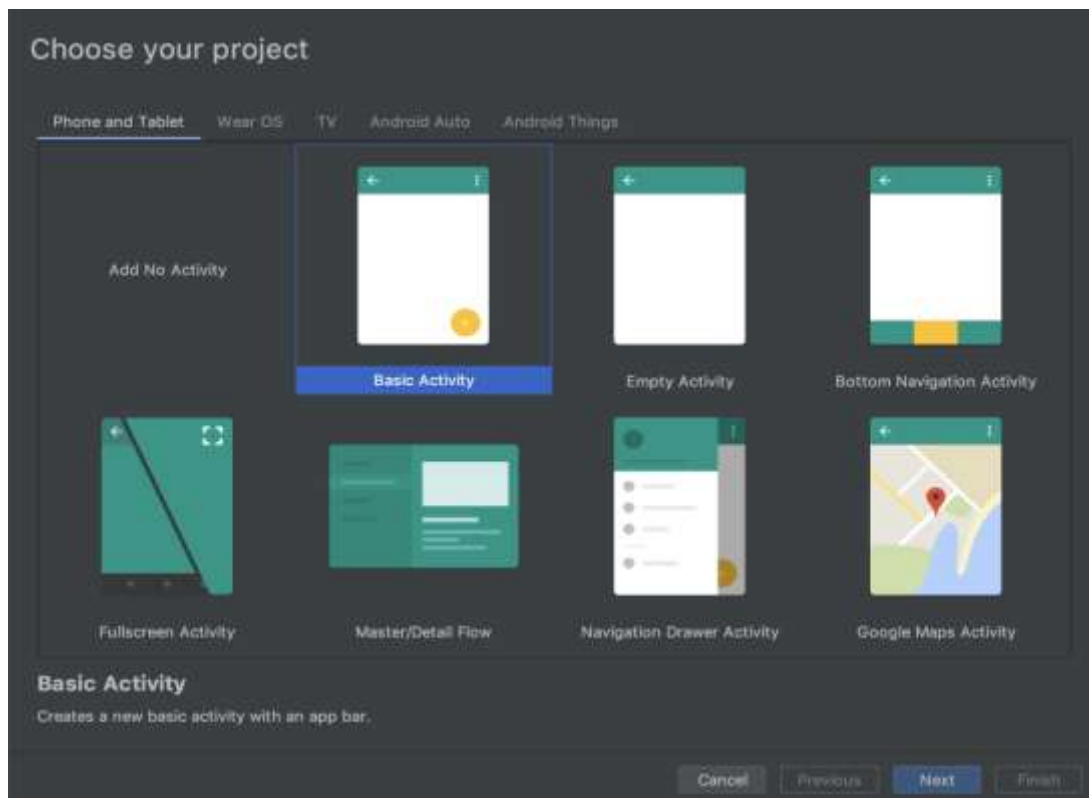 Choose your project
Phone and Tablet Wear OS TV Android Auto Android Things
Add No Activity
Basic Activity
Empty Activity
Bottom Navigation Activity
Fullscreen Activity
Master/Detail Flow
Navigation Drawer Activity
Google Maps Activity
Basic Activity
Creates a new basic activity with an app bar.
Cancel Previous Next Finish